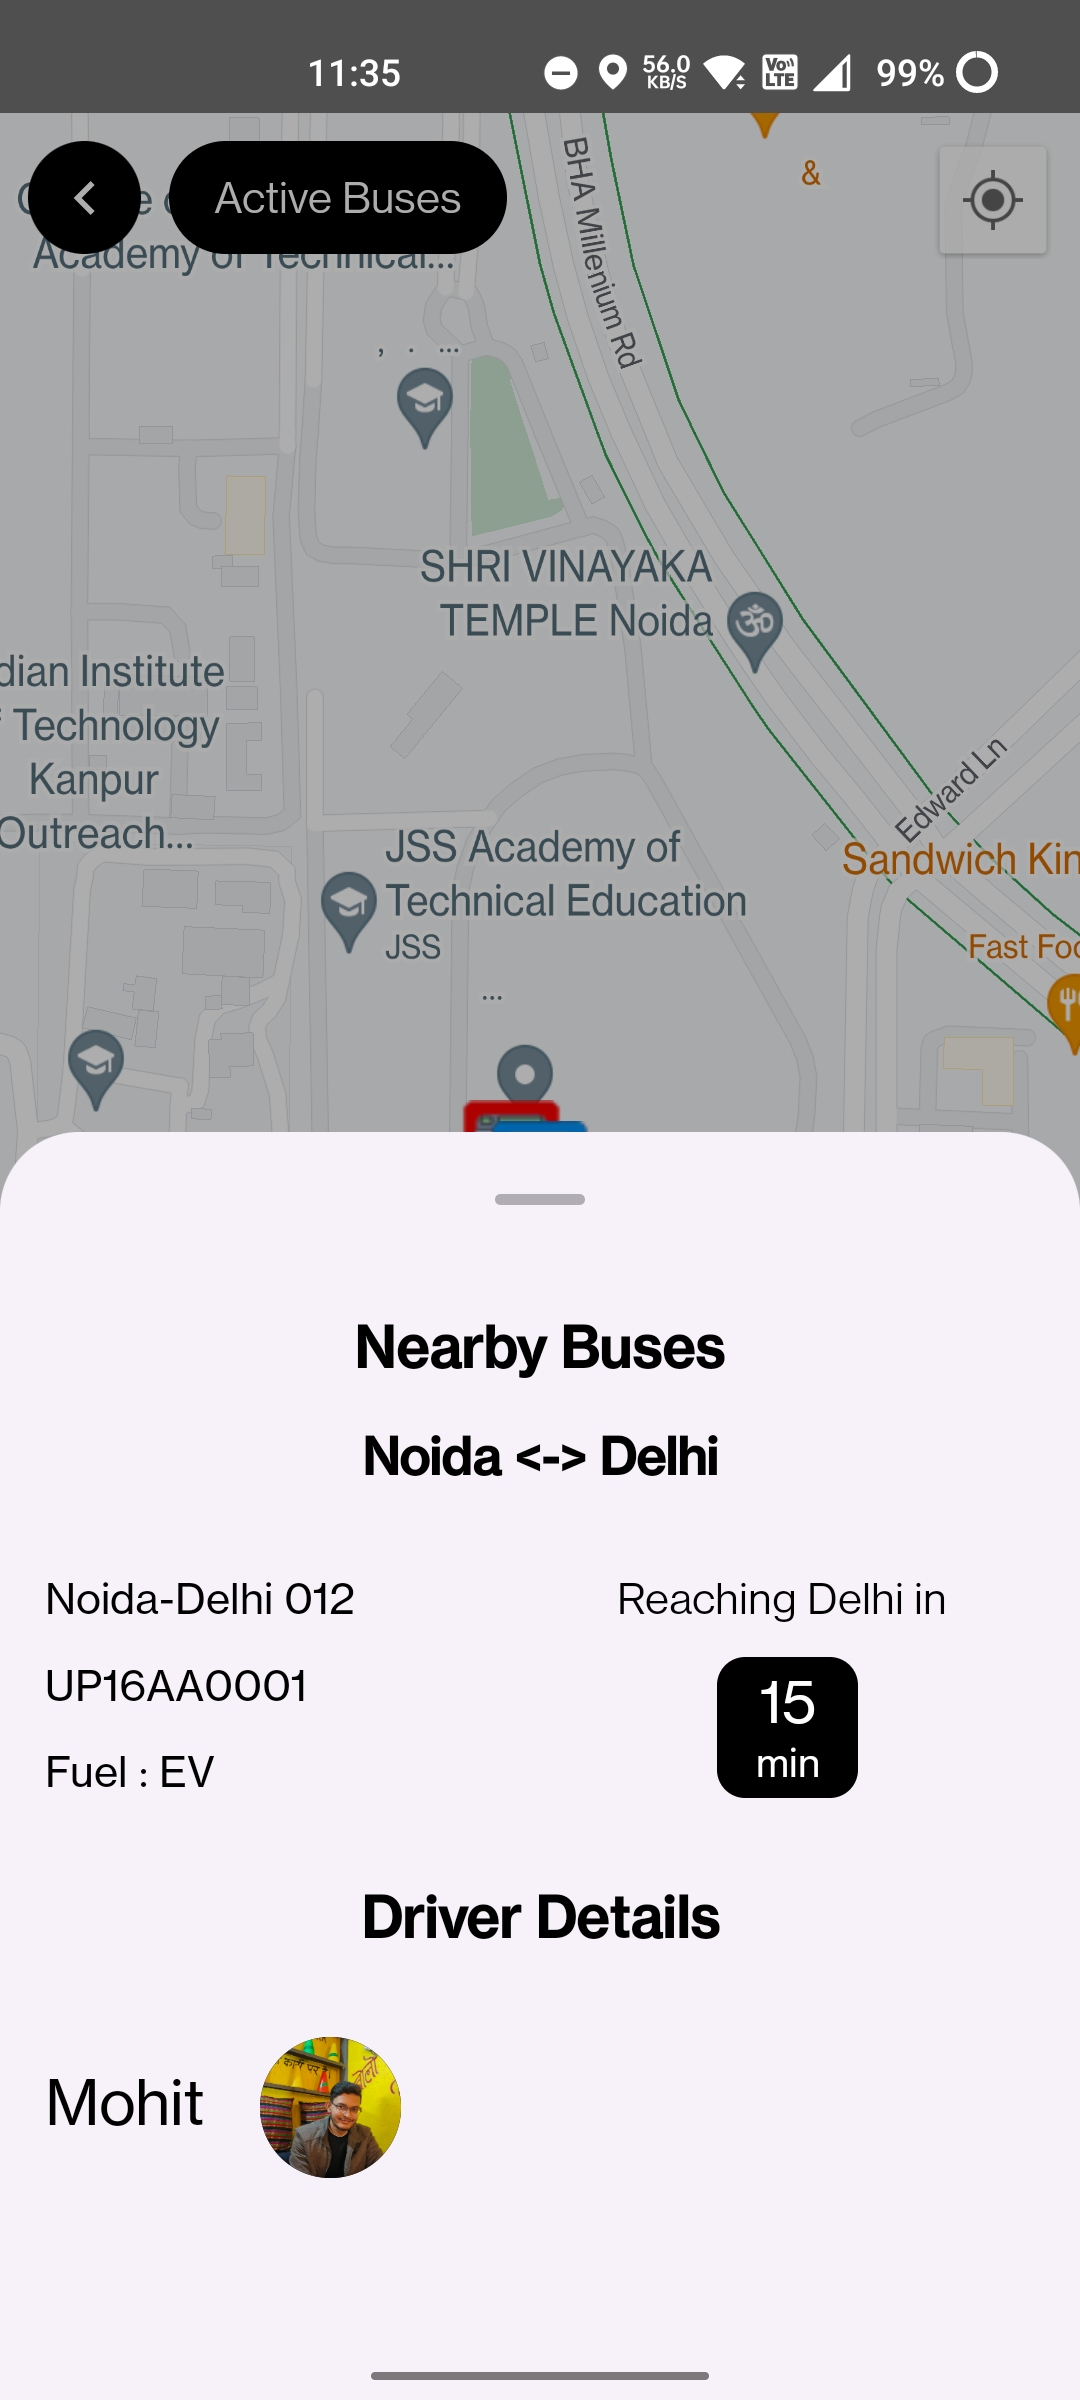 11:35
56.0
KB/S
Vo))
LTE
99%
Active Buses
Academy of Technical...
BHA Millenium Rd
&
, . ...
SHRI VINAYAKA
TEMPLE Noida
dian Institute
f Technology
Kanpur
Outreach...
Edward Ln
Sandwich Kin
JSS Academy of
Technical Education
JSS
Fast Foo
...
Nearby Buses
Noida <-> Delhi
Noida-Delhi 012
Reaching Delhi in
UP16AA0001
15
min
Fuel : EV
Driver Details
Mohit